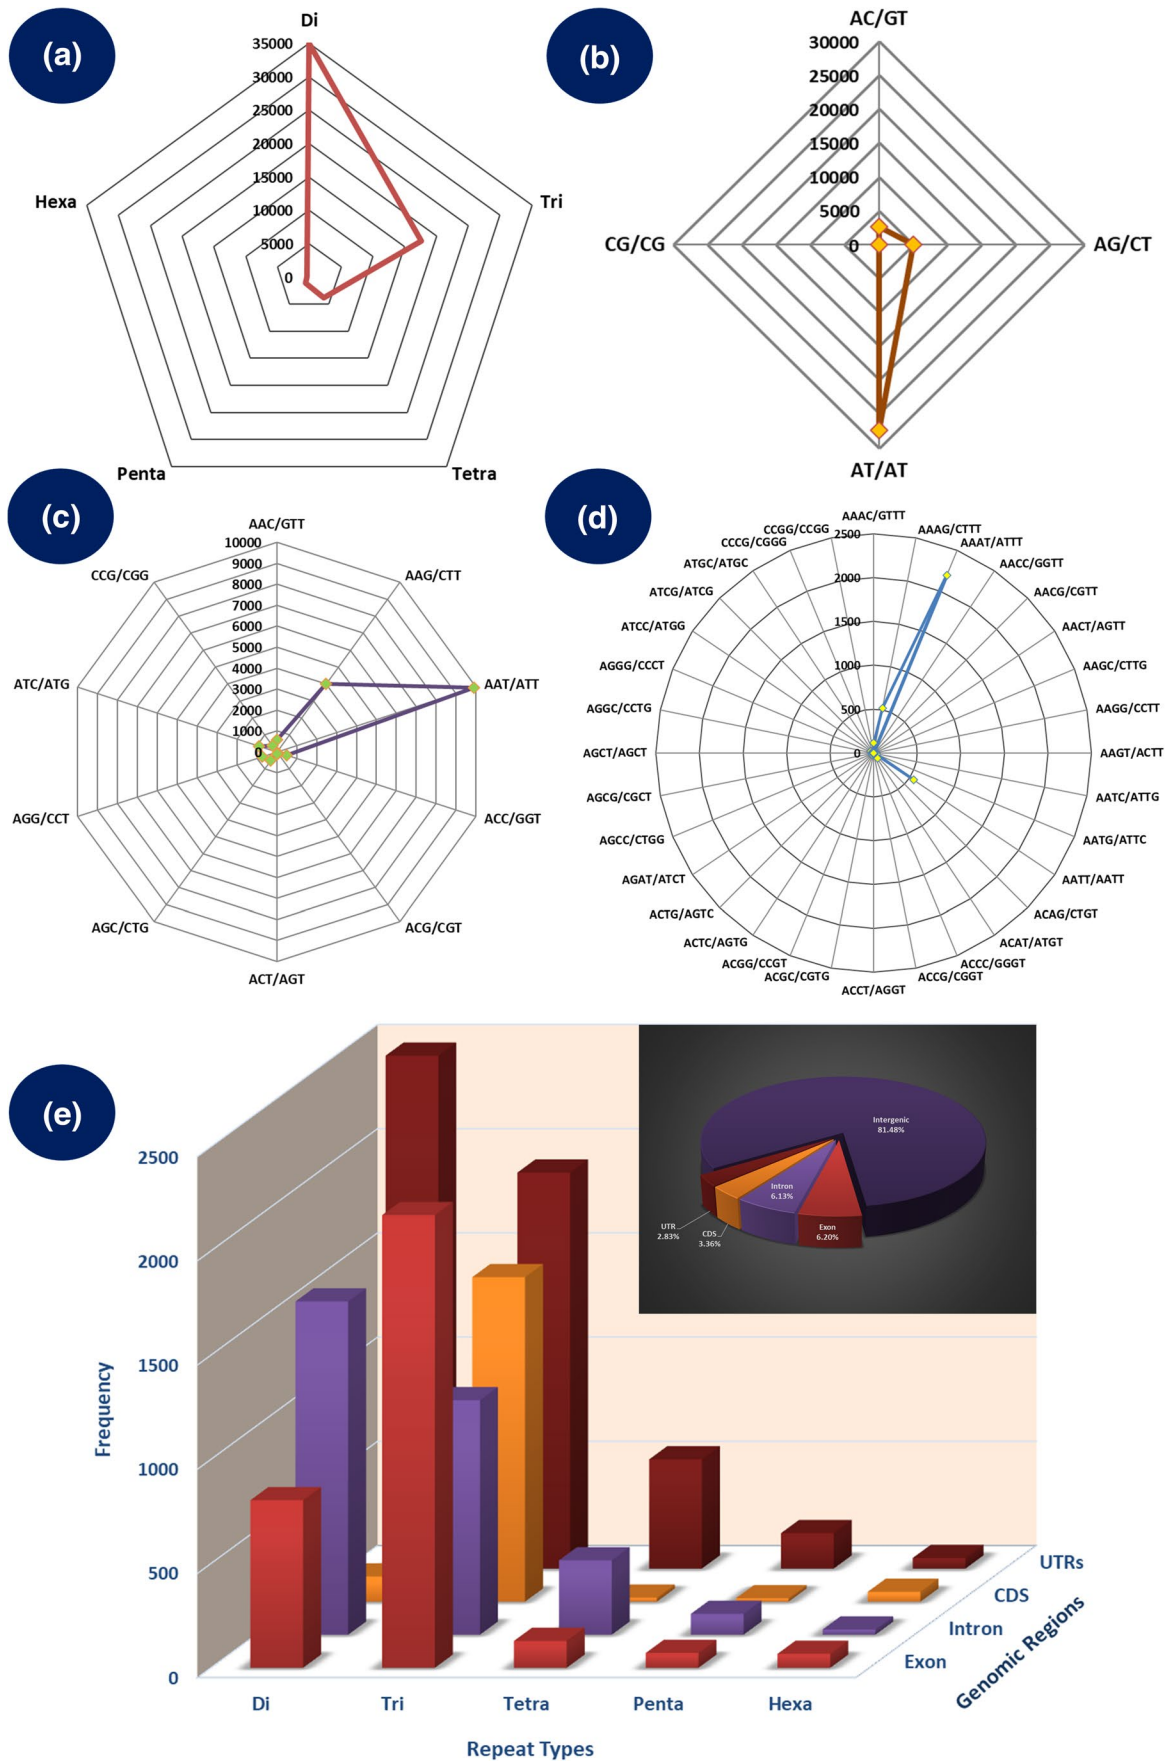 (a)
Di
35000
30000
25000
20000
15000
10000
5000
0
Hexa
Tri
Penta
Tetra
(b)
AC/GT
30000
25000
20000
15000
10000
5000
0
CG/CG
AG/CT
AT/AT
(c)
AAC/GTT
10000
9000
8000
7000
6000
5000
4000
3000
2000
1000
0
CCG/CGG
AAG/CTT
ATC/ATG
AAT/ATT
AGG/CCT
ACC/GGT
AGC/CTG
ACG/CGT
ACT/AGT
(d)
AAAC/GTTT
2500
2000
1500
1000
500
0
AAAG/CTTT
AAAT/ATTT
AACC/GGTT
AACG/CGTT
AACT/AGTT
AAGC/CTTG
AAGG/CCTT
AAGT/ACTT
AATC/ATTG
AATG/ATTC
AATT/AATT
ACAG/CTGT
ACAT/ATGT
ACCC/GGGT
ACCG/CGGT
ACCT/AGGT
ACGC/CGTG
ACGG/CCGT
ACTC/AGTG
ACTG/AGTC
AGAT/ATCT
AGCC/CTGG
AGCG/CGCT
AGCT/AGCT
AGGC/CCTG
AGGG/CCCT
ATCC/ATGG
ATCG/ATCG
ATGC/ATGC
CCCG/CGGG
CCGG/CCGG
(e)
2500
2000
1500
1000
500
0
Frequency
Di
Tri
Tetra
Penta
Hexa
Repeat Types
UTRs
CDS
Intron
Exon
Genomic Regions
Intergenic
81.48%
Intron
6.13%
UTR
2.83%
CDS
3.36%
Exon
6.20%